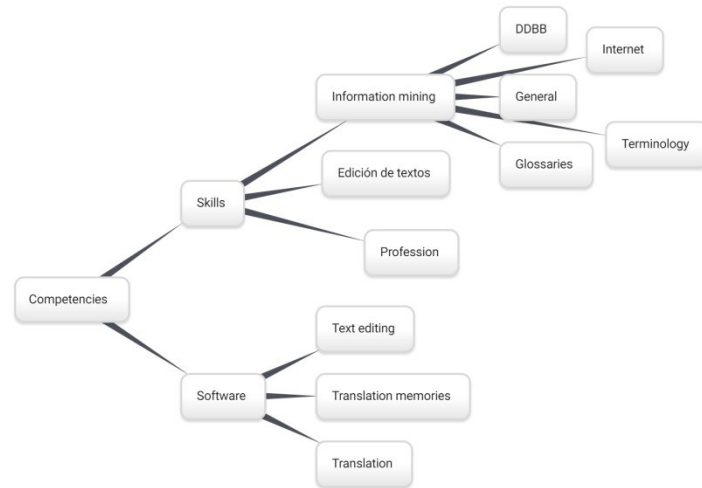 DDBB
Internet
Information mining
General
Terminology
Glossaries
Edición de textos
Skills
Profession
Competencies
Text editing
Software
Translation memories
Translation